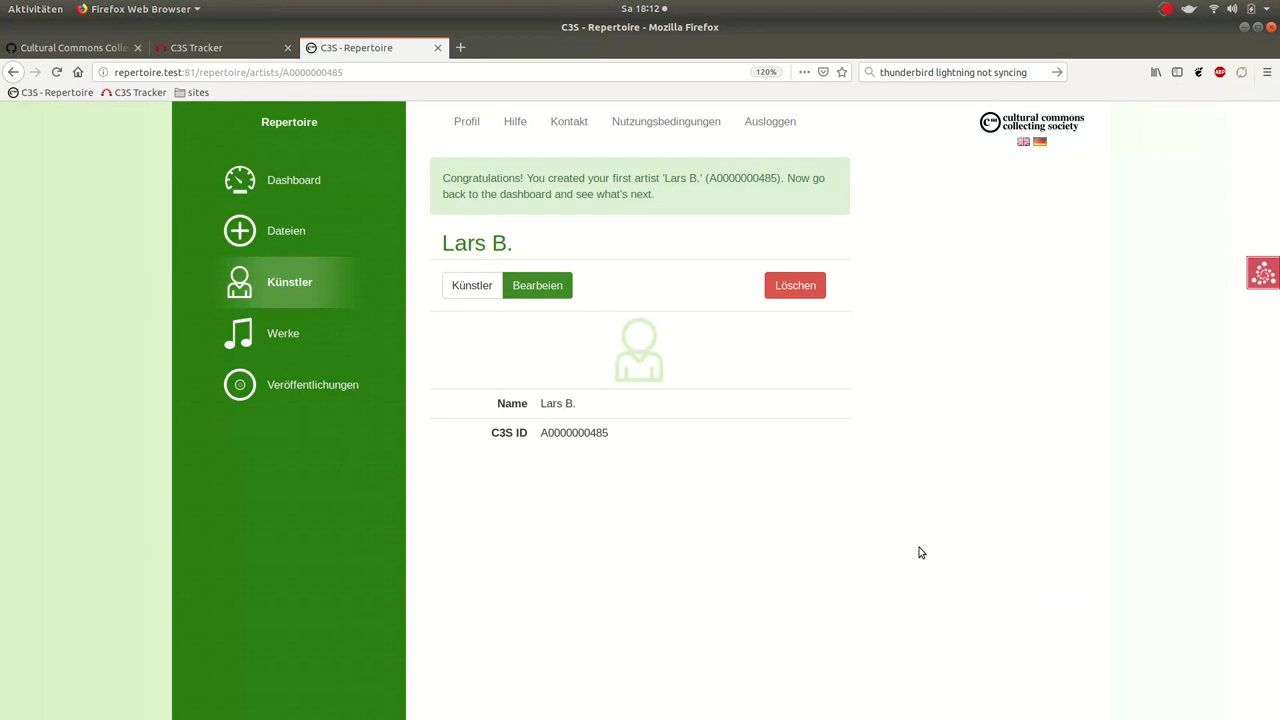 Aktivitäten
Firefox Web Browser
Sa 18:12
C3S - Repertoire - Mozilla Firefox
Cultural Commons Colle
C3S Tracker
C3S - Repertoire
repertoire.test:81/repertoire/artists/A0000000485
120%
thunderbird lightning not syncing
ABP
C3S - Repertoire
C3S Tracker
sites
Repertoire
Dashboard
Dateien
Künstler
Werke
Veröffentlichungen
Profil
Hilfe
Kontakt
Nutzungsbedingungen
Ausloggen
cultural commons
collecting society
Congratulations! You created your first artist 'Lars B.' (A0000000485). Now go
back to the dashboard and see what's next.
Lars B.
Künstler
Bearbeien
Löschen
Name Lars B.
C3S ID A0000000485